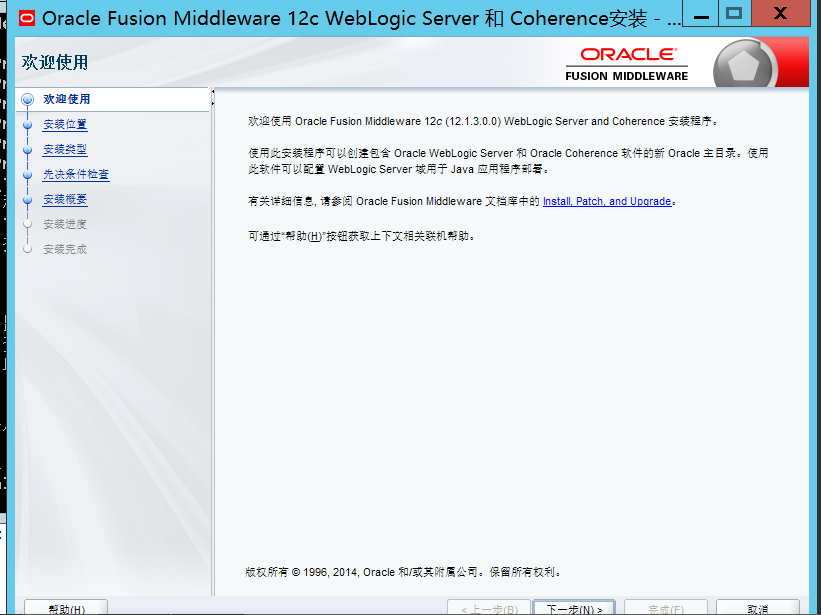 Oracle Fusion Middleware 12c WebLogic Server 和 Coherence安装 - ...
欢迎使用
ORACLE
FUSION MIDDLEWARE
欢迎使用
安装位置
安装类型
先决条件检查
安装概要
安装进度
安装完成
欢迎使用 Oracle Fusion Middleware 12c (12.1.3.0.0) WebLogic Server and Coherence 安装程序。
使用此安装程序可以创建包含 Oracle WebLogic Server 和 Oracle Coherence 软件的新 Oracle 主目录。使用
此软件可以配置 WebLogic Server 域用于 Java 应用程序部署。
有关详细信息, 请参阅 Oracle Fusion Middleware 文档库中的 Install, Patch, and Upgrade。
可通过“帮助(H)”按钮获取上下文相关联机帮助。
版权所有 © 1996, 2014, Oracle 和/或其附属公司。保留所有权利。
帮助(H)
< 上一步(B)
下一步(N) >
完成(F)
取消